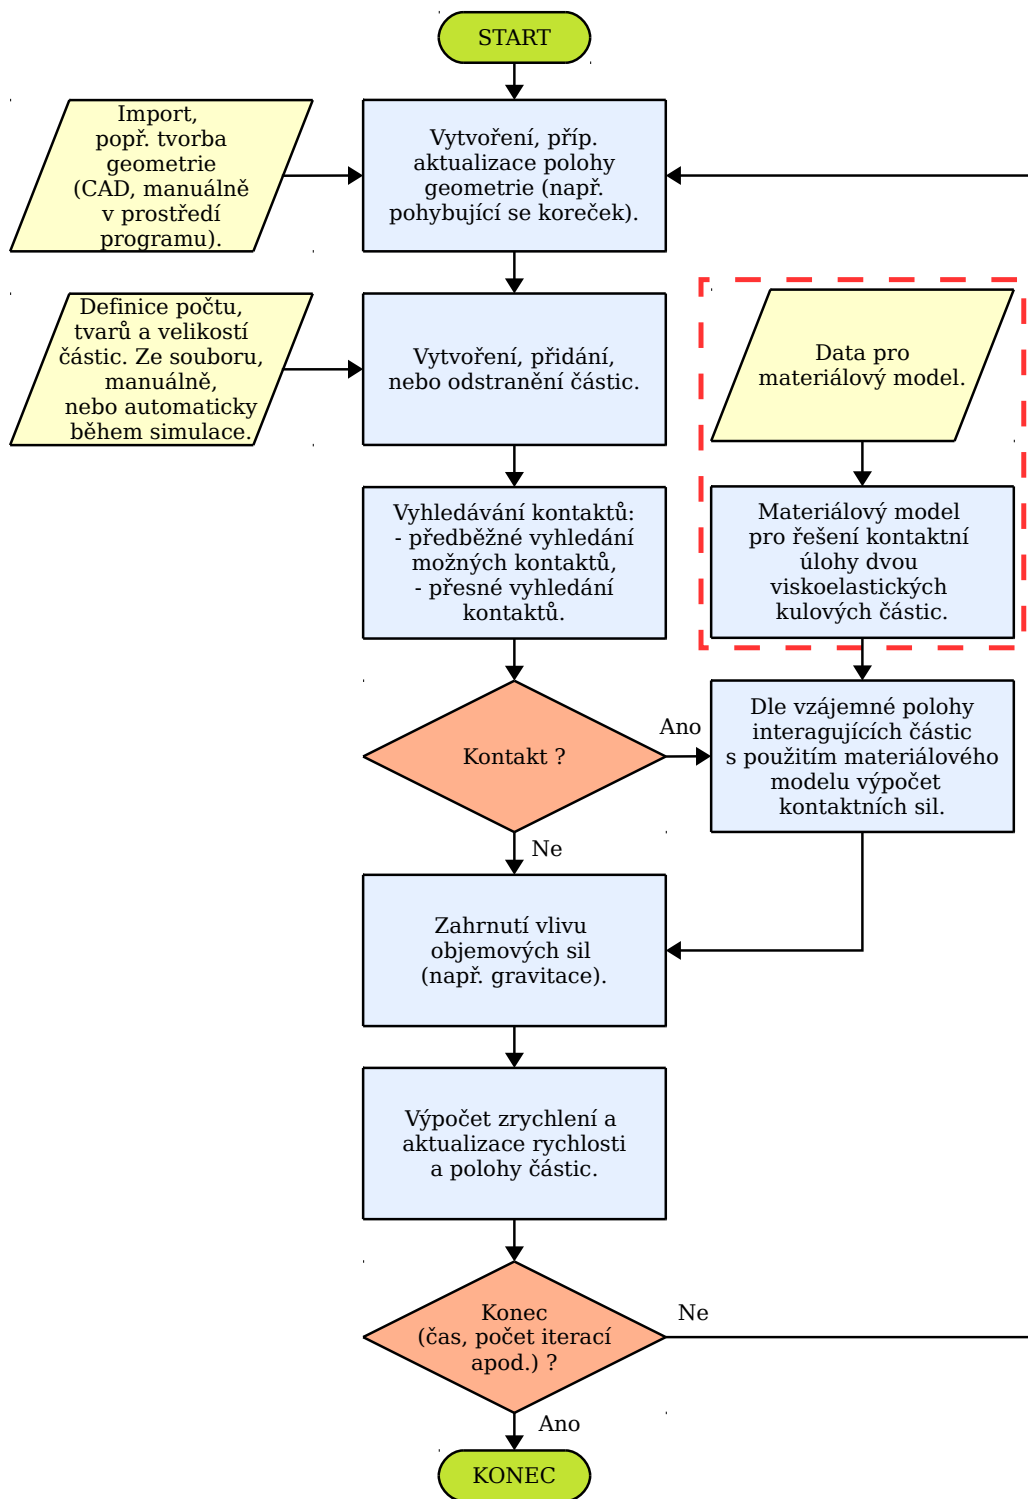 START
Import,
popř. tvorba
geometrie
(CAD, manuálně
v prostředí
programu).
Vytvoření, příp.
aktualizace polohy
geometrie (např.
pohybující se koreček).
Definice počtu,
tvarů a velikostí
částic. Ze souboru,
manuálně,
nebo automaticky
během simulace.
Vytvoření, přidání,
nebo odstranění částic.
Data pro
materiálový model.
Vyhledávání kontaktů:
- předběžné vyhledání
možných kontaktů,
- přesné vyhledání
kontaktů.
Materiálový model
pro řešení kontaktní
úlohy dvou
viskoelastických
kulových částic.
Kontakt ?
Ano
Dle vzájemné polohy
interagujících částic
s použitím materiálového
modelu výpočet
kontaktních sil.
Ne
Zahrnutí vlivu
objemových sil
(např. gravitace).
Výpočet zrychlení a
aktualizace rychlosti
a polohy částic.
Konec
(čas, počet iterací
apod.) ?
Ne
Ano
KONEC